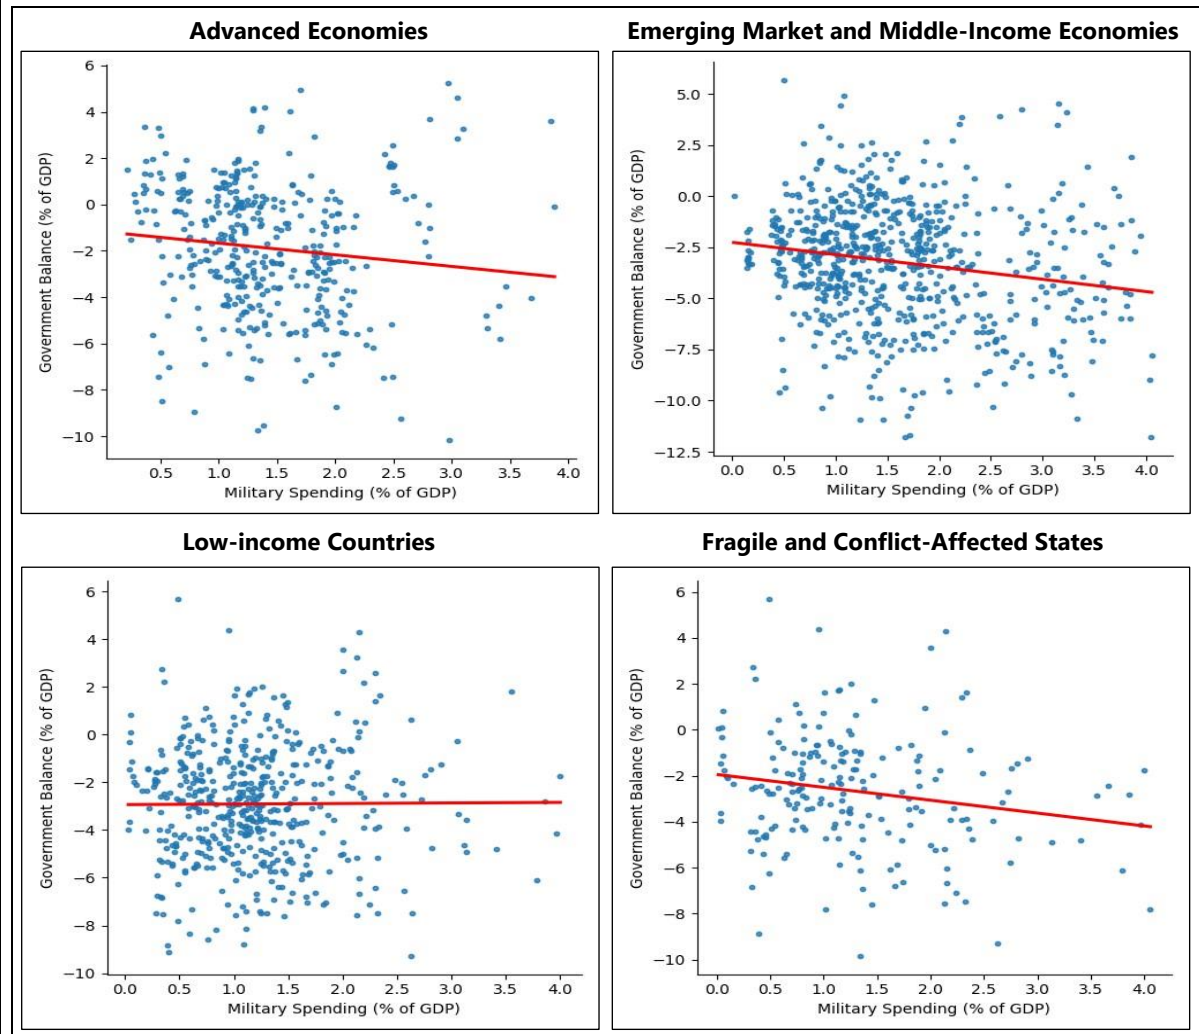 Advanced Economies
6
4
2
0
−2
−4
−6
−8
−10
Government Balance (% of GDP)
0.5 1.0 1.5 2.0 2.5 3.0 3.5 4.0
Military Spending (% of GDP)
Emerging Market and Middle-Income Economies
5.0
2.5
0.0
−2.5
−5.0
−7.5
−10.0
−12.5
Government Balance (% of GDP)
0.0 0.5 1.0 1.5 2.0 2.5 3.0 3.5 4.0
Military Spending (% of GDP)
Low-income Countries
6
4
2
0
−2
−4
−6
−8
−10
Government Balance (% of GDP)
0.0 0.5 1.0 1.5 2.0 2.5 3.0 3.5 4.0
Military Spending (% of GDP)
Fragile and Conflict-Affected States
6
4
2
0
−2
−4
−6
−8
−10
Government Balance (% of GDP)
0.0 0.5 1.0 1.5 2.0 2.5 3.0 3.5 4.0
Military Spending (% of GDP)